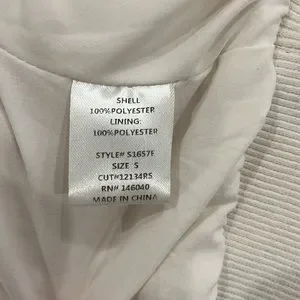 SHELL
100%POLYESTER
LINING:
100%POLYESTER
STYLE# S1657E
SIZE S
CUT#12134RS
RN# 146040
MADE IN CHINA